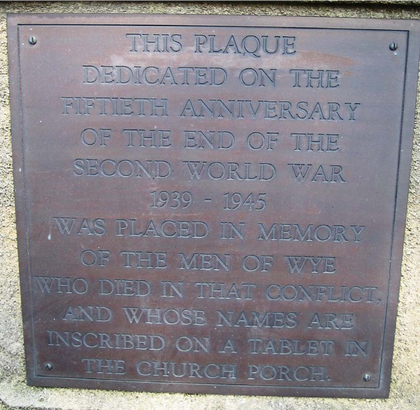 THIS PLAQUE
DEDICATED ON THE
FIFTIETH ANNIVERSARY
OF THE END OF THE
SECOND WORLD WAR
1939 - 1945
WAS PLACED IN MEMORY
OF THE MEN OF WYE
WHO DIED IN THAT CONFLICT,
AND WHOSE NAMES ARE
INSCRIBED ON A TABLET IN
THE CHURCH PORCH.